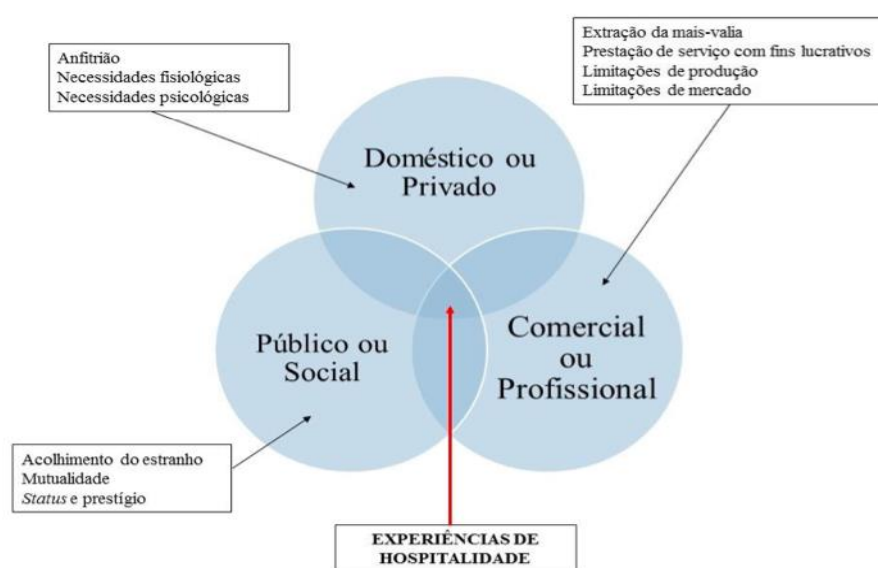 Anfitrião
Necessidades fisiológicas
Necessidades psicológicas
Extração da mais-valia
Prestação de serviço com fins lucrativos
Limitações de produção
Limitações de mercado
Doméstico ou
Privado
Público ou
Social
Comercial
ou
Profissional
Acolhimento do estranho
Mutualidade
Status e prestígio
EXPERIÊNCIAS DE
HOSPITALIDADE